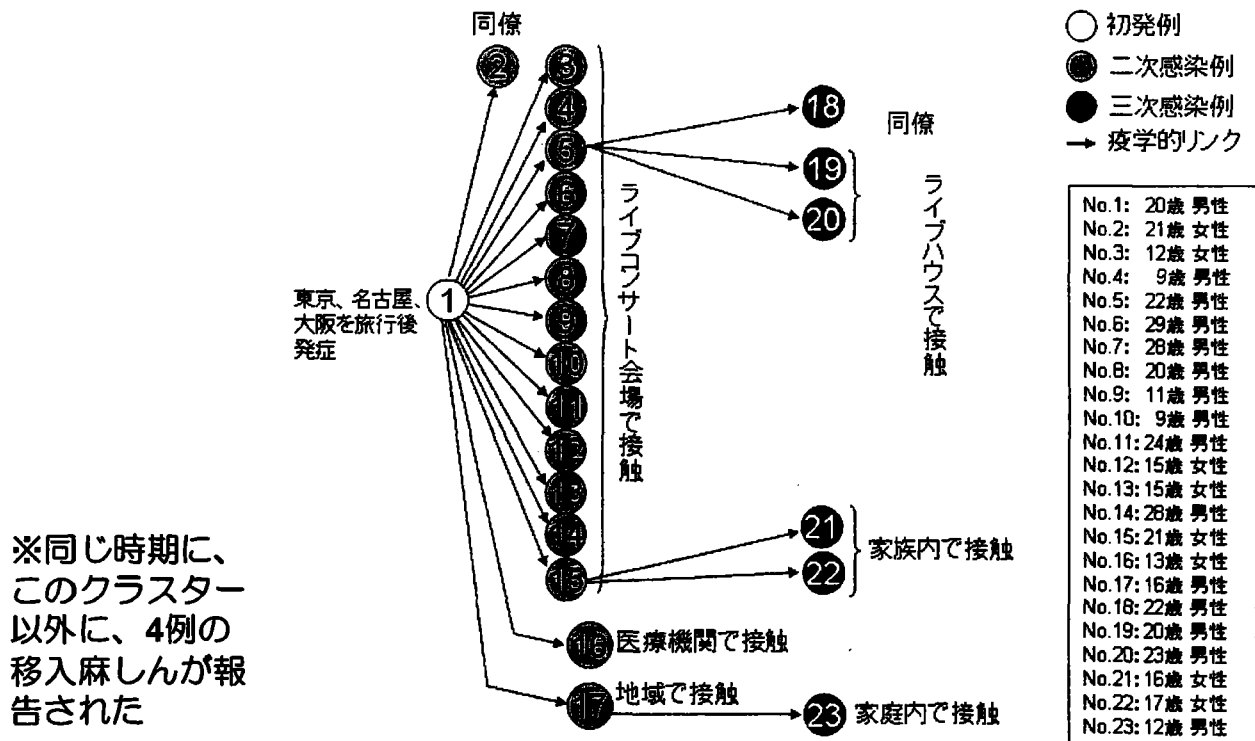 同僚
2
3
4
5
6
7
8
9
10
11
12
13
14
15
16
17
1
東京、名古屋、
大阪を旅行後
発症
ライブコンサート会場で接触
医療機関で接触
地域で接触
18
19
20
21
22
23
同僚
ライブハウスで接触
家族内で接触
家庭内で接触
初発例
二次感染例
三次感染例
疫学的リンク
No.1: 20歳 男性
No.2: 21歳 女性
No.3: 12歳 女性
No.4: 9歳 男性
No.5: 22歳 男性
No.6: 29歳 男性
No.7: 28歳 男性
No.8: 20歳 男性
No.9: 11歳 男性
No.10: 9歳 男性
No.11: 24歳 男性
No.12: 15歳 女性
No.13: 15歳 女性
No.14: 28歳 男性
No.15: 21歳 女性
No.16: 13歳 女性
No.17: 16歳 男性
No.18: 22歳 男性
No.19: 20歳 男性
No.20: 23歳 男性
No.21: 16歳 女性
No.22: 17歳 女性
No.23: 12歳 男性
※同じ時期に、
このクラスター
以外に、4例の
移入麻しんが報
告された